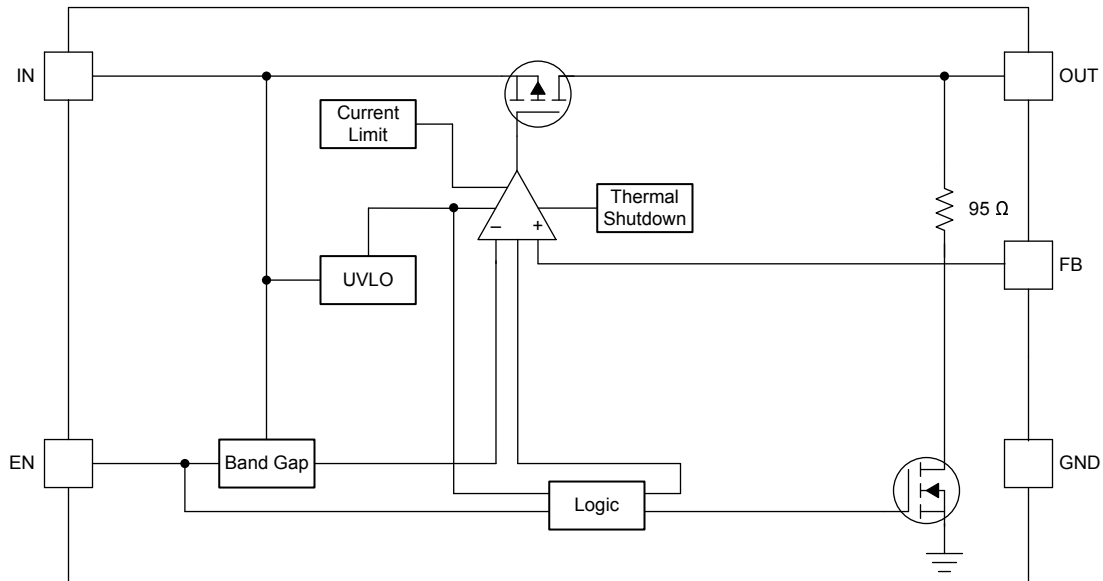 IN
OUT
Current
Limit
Thermal
Shutdown
95 Ω
−
+
UVLO
FB
EN
Band Gap
GND
Logic